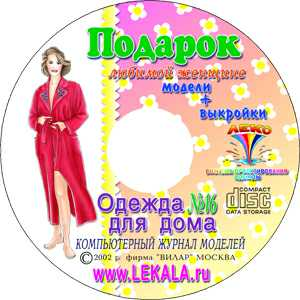 Подарок
любимой женщине
модели
+
выкройки
ЛЕКО
COMPACT
disc
DATA STORAGE
Одежда №16
для дома
КОМПЬЮТЕРНЫЙ ЖУРНАЛ МОДЕЛЕЙ
© 2002 г. фирма "ВИЛАР" МОСКВА
www.LEKALA.ru